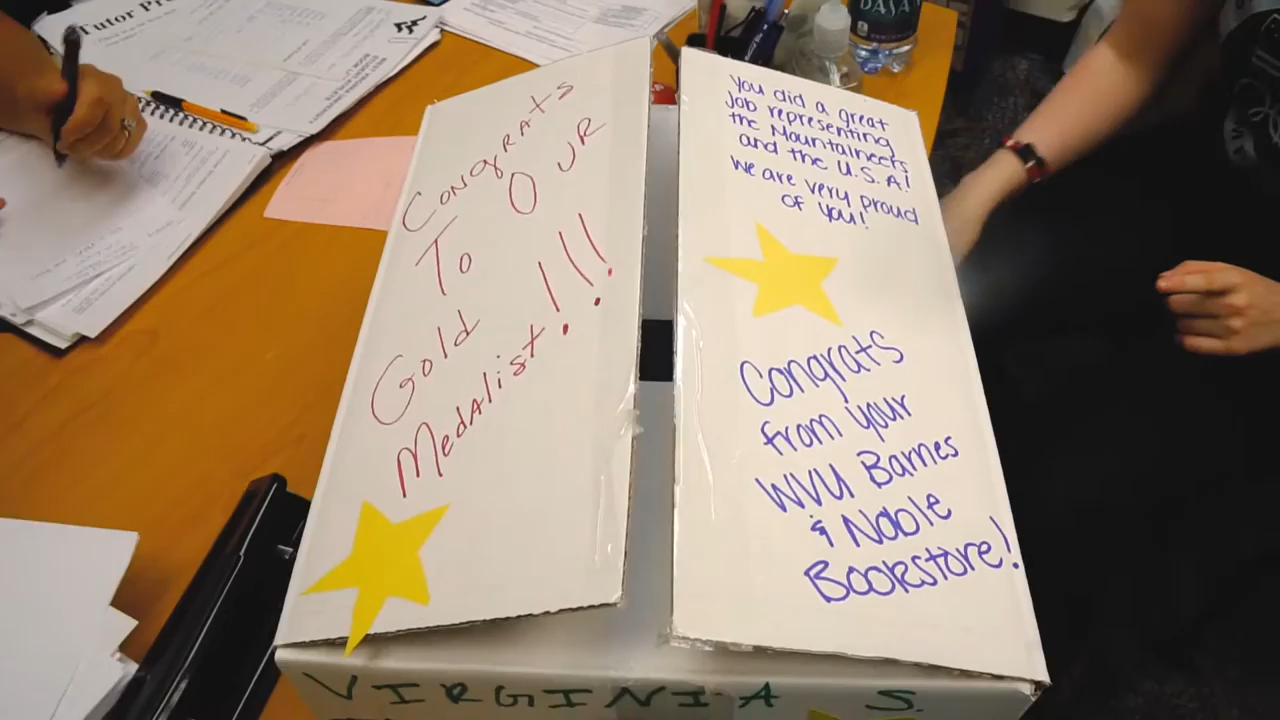 Tutor
DASANI
CONGRATS
TO OUR
Gold
MedAlist!!!
You did a great
job representing
the Mountaineers
and the U.S.A!
We are very proud
of you!
Congrats
from your
WVU Barnes
& Noble
Bookstore!
VIRGINIA S.